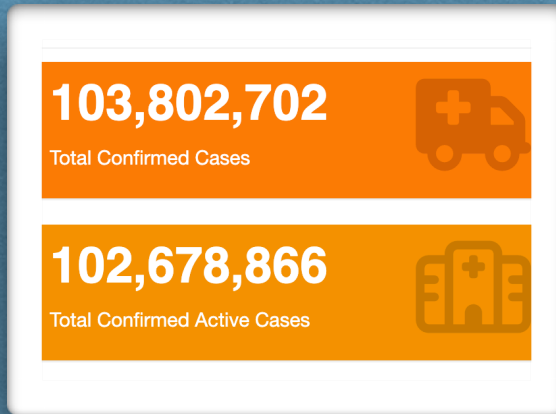 103,802,702
Total Confirmed Cases
102,678,866
Total Confirmed Active Cases